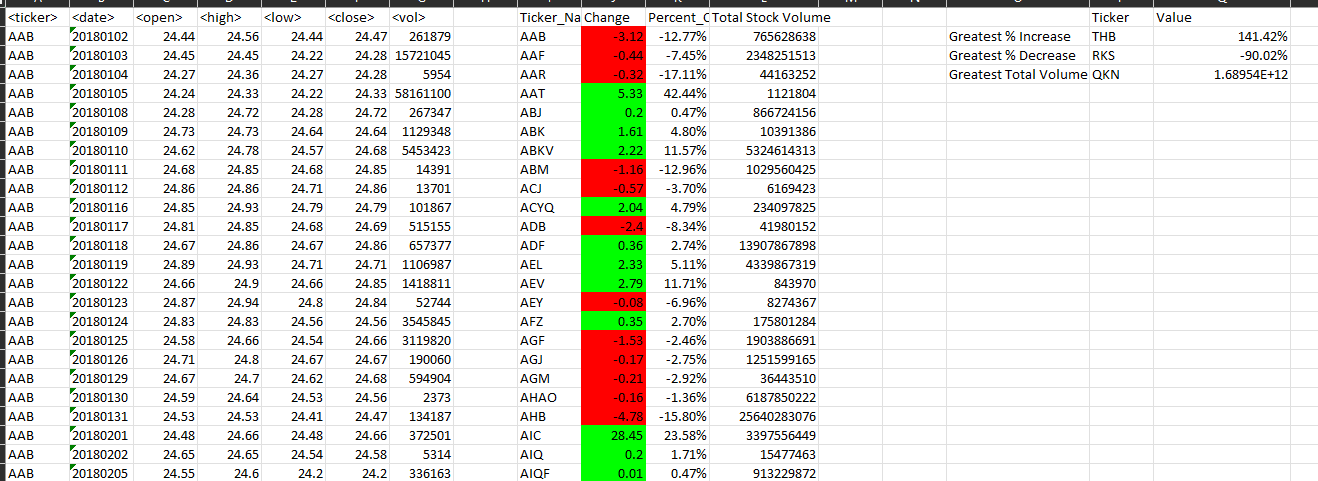 <ticker> <date> <open> <high> <low> <close> <vol> Ticker_Na Change Percent_C Total Stock Volume Ticker Value
AAB 20180102 24.44 24.56 24.44 24.47 261879 AAB -3.12 -12.77% 765628638 Greatest % Increase THB 141.42%
AAB 20180103 24.45 24.45 24.22 24.28 15721045 AAF -0.44 -7.45% 2348251513 Greatest % Decrease RKS -90.02%
AAB 20180104 24.27 24.36 24.27 24.28 5954 AAR -0.32 -17.11% 44163252 Greatest Total Volume QKN 1.68954E+12
AAB 20180105 24.24 24.33 24.22 24.33 58161100 AAT 5.33 42.44% 1121804
AAB 20180108 24.28 24.72 24.28 24.72 267347 ABJ 0.2 0.47% 866724156
AAB 20180109 24.73 24.73 24.64 24.64 1129348 ABK 1.61 4.80% 10391386
AAB 20180110 24.62 24.78 24.57 24.68 5453423 ABKV 2.22 11.57% 5324614313
AAB 20180111 24.68 24.85 24.68 24.85 14391 ABM -1.16 -12.96% 1029560425
AAB 20180112 24.86 24.86 24.71 24.86 13701 ACJ -0.57 -3.70% 6169423
AAB 20180116 24.85 24.93 24.79 24.79 101867 ACYQ 2.04 4.79% 234097825
AAB 20180117 24.81 24.85 24.68 24.69 515155 ADB -2.4 -8.34% 41980152
AAB 20180118 24.67 24.86 24.67 24.86 657377 ADF 0.36 2.74% 13907867898
AAB 20180119 24.89 24.93 24.71 24.71 1106987 AEL 2.33 5.11% 4339867319
AAB 20180122 24.66 24.9 24.66 24.85 1418811 AEV 2.79 11.71% 843970
AAB 20180123 24.87 24.94 24.8 24.84 52744 AEY -0.08 -6.96% 8274367
AAB 20180124 24.83 24.83 24.56 24.56 3545845 AFZ 0.35 2.70% 175801284
AAB 20180125 24.58 24.66 24.54 24.66 3119820 AGF -1.53 -2.46% 1903886691
AAB 20180126 24.71 24.8 24.67 24.67 190060 AGJ -0.17 -2.75% 1251599165
AAB 20180129 24.67 24.7 24.62 24.68 594904 AGM -0.21 -2.92% 36443510
AAB 20180130 24.59 24.64 24.53 24.56 2373 AHAO -0.16 -1.36% 6187850222
AAB 20180131 24.53 24.53 24.41 24.47 134187 AHB -4.78 -15.80% 25640283076
AAB 20180201 24.48 24.66 24.48 24.66 372501 AIC 28.45 23.58% 3397556449
AAB 20180202 24.65 24.65 24.54 24.58 5314 AIQ 0.2 1.71% 15477463
AAB 20180205 24.55 24.6 24.2 24.2 336163 AIQF 0.01 0.47% 913229872